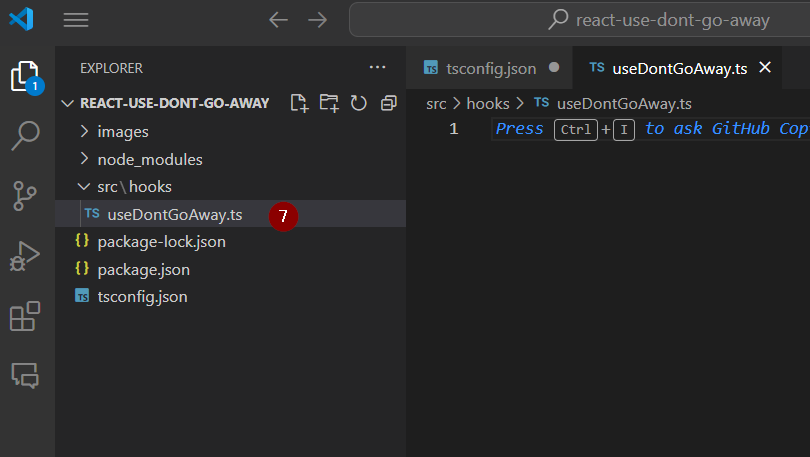 react-use-dont-go-away
1
EXPLORER
REACT-USE-DONT-GO-AWAY
images
node_modules
src\hooks
TS useDontGoAway.ts 7
{} package-lock.json
{} package.json
TS tsconfig.json
TS tsconfig.json
TS useDontGoAway.ts
src > hooks > TS useDontGoAway.ts
1 Press Ctrl+I to ask GitHub Cop